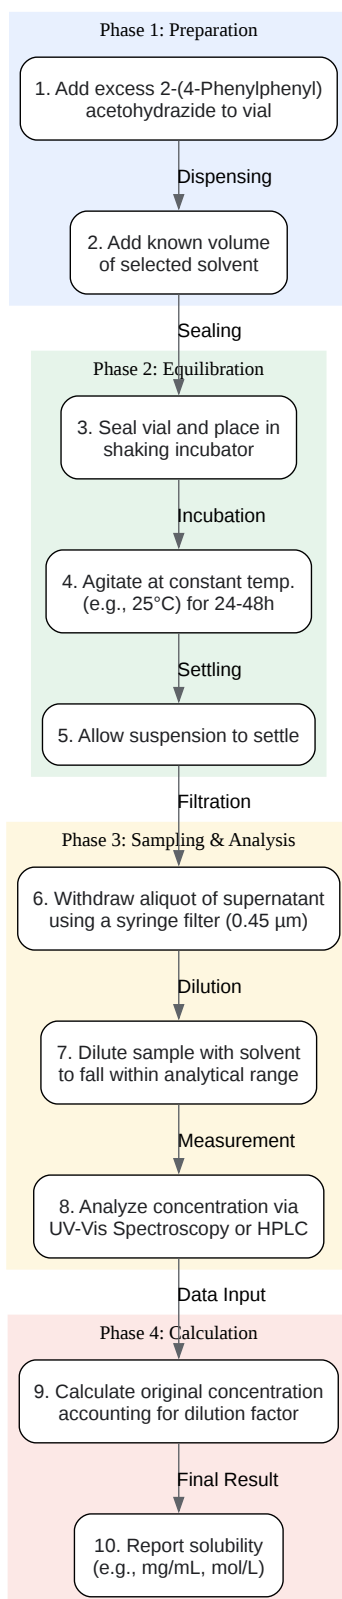 Phase 1: Preparation
1. Add excess 2-(4-Phenylphenyl)
acetohydrazide to vial
Dispensing
2. Add known volume
of selected solvent
Sealing
Phase 2: Equilibration
3. Seal vial and place in
shaking incubator
Incubation
4. Agitate at constant temp.
(e.g., 25°C) for 24-48h
Settling
5. Allow suspension to settle
Filtration
Phase 3: Sampling & Analysis
6. Withdraw aliquot of supernatant
using a syringe filter (0.45 µm)
Dilution
7. Dilute sample with solvent
to fall within analytical range
Measurement
8. Analyze concentration via
UV-Vis Spectroscopy or HPLC
Data Input
Phase 4: Calculation
9. Calculate original concentration
accounting for dilution factor
Final Result
10. Report solubility
(e.g., mg/mL, mol/L)